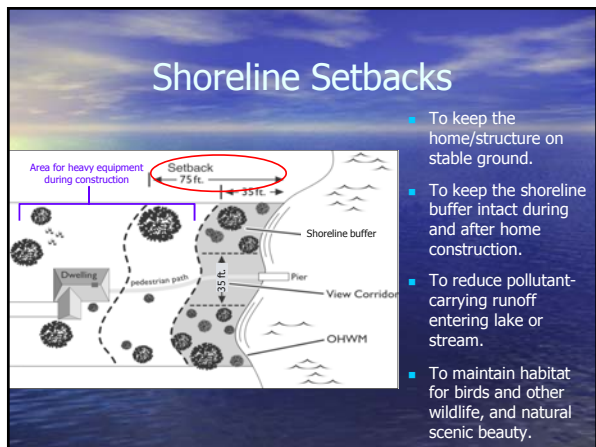 Shoreline Setbacks
Area for heavy equipment
during construction
Setback
75 ft.
35 ft.
Shoreline buffer
Dwelling
pedestrian path
35 ft.
Pier
View Corridor
OHWM
To keep the
home/structure on
stable ground.
To keep the shoreline
buffer intact during
and after home
construction.
To reduce pollutant-
carrying runoff
entering lake or
stream.
To maintain habitat
for birds and other
wildlife, and natural
scenic beauty.